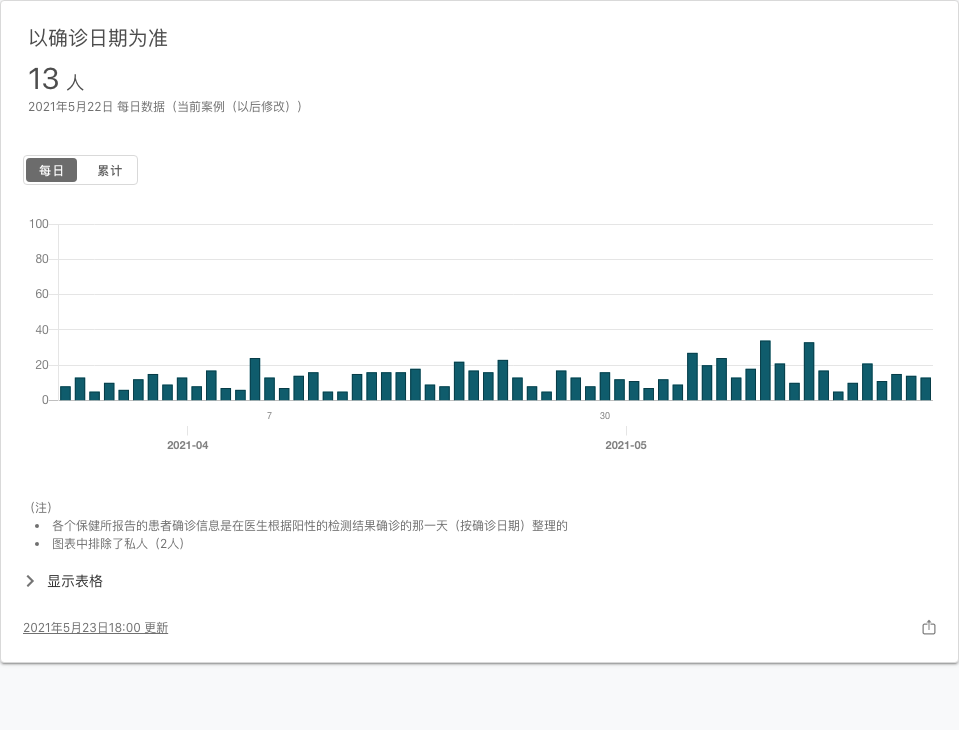 以确诊日期为准
13 人
2021年5月22日 每日数据（当前案例（以后修改））
每日 累计
100
80
60
40
20
0
7 30
2021-04 2021-05
（注）
• 各个保健所报告的患者确诊信息是在医生根据阳性的检测结果确诊的那一天（按确诊日期）整理的
• 图表中排除了私人（2人）
显示表格
2021年5月23日18:00 更新